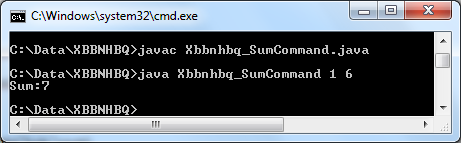 C:\Windows\system32\cmd.exe
C:\Data\XBBNHBQ>javac Xbbnhbq_SumCommand.java
C:\Data\XBBNHBQ>java Xbbnhbq_SumCommand 1 6
Sum:7
C:\Data\XBBNHBQ>